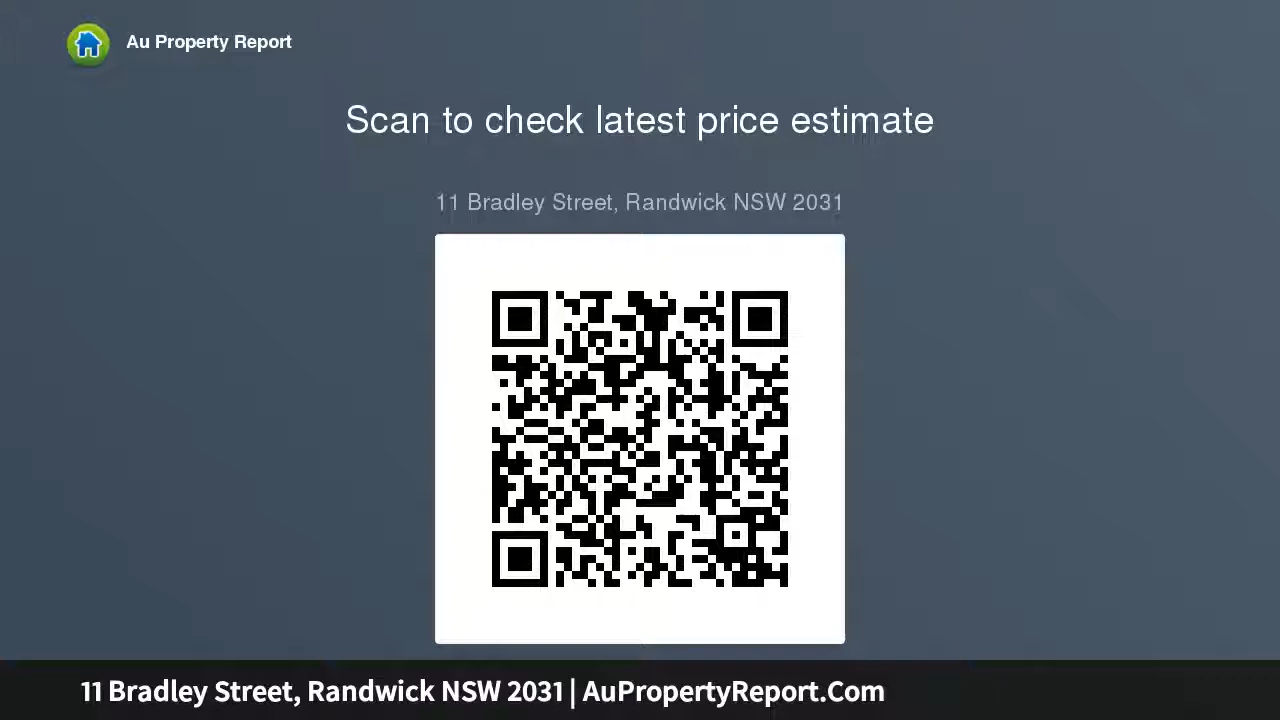 Au Property Report
Scan to check latest price estimate
11 Bradley Street, Randwick NSW 2031
11 Bradley Street, Randwick NSW 2031 | AuPropertyReport.Com